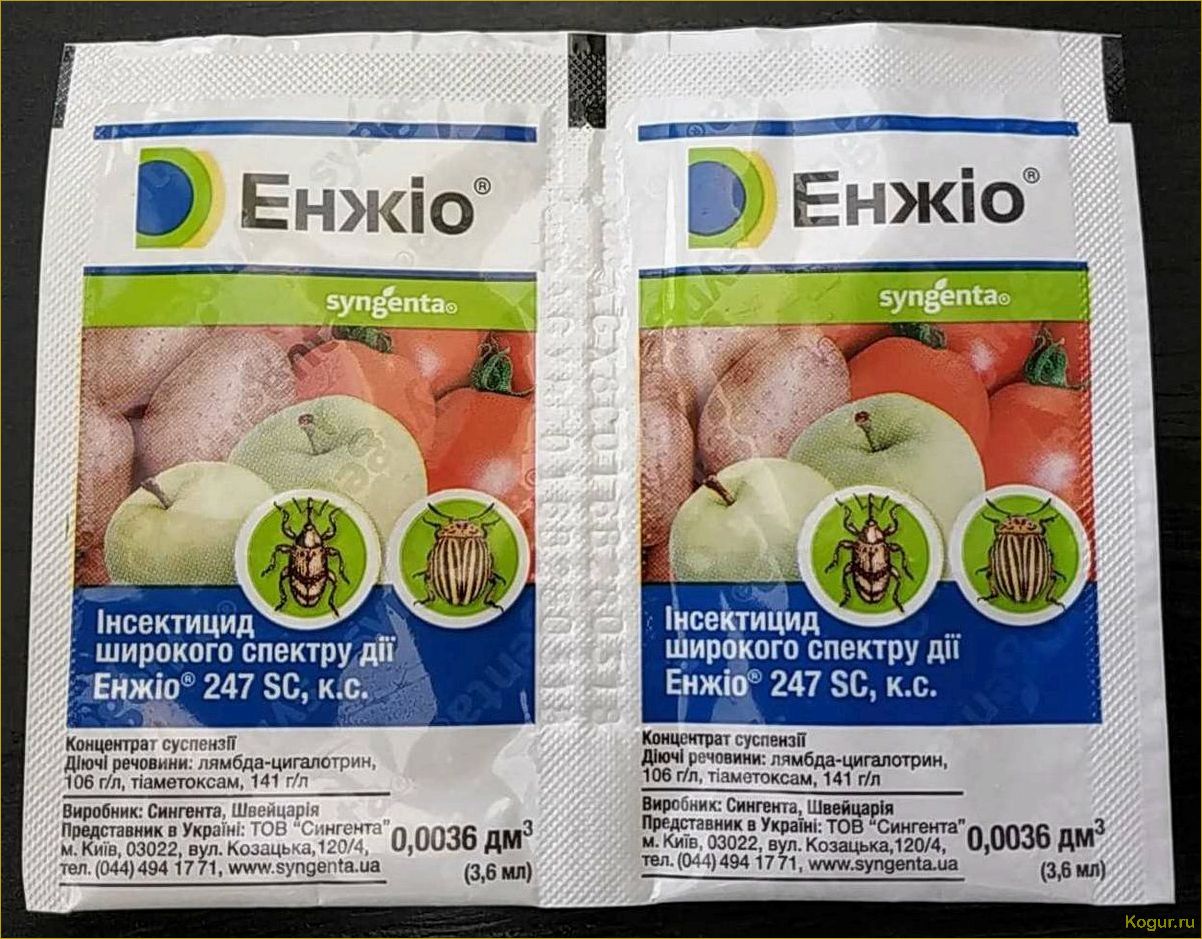 Енжіо®
syngenta®
Інсектицид
широкого спектру дії
Енжіо® 247 SC, к.с.
Концентрат суспензії
Діючі речовини: лямбда-цигалотрин,
106 г/л, тіаметоксам, 141 г/л
Виробник: Сингента, Швейцарія
Представник в Україні: ТОВ "Сингента"
м. Київ, 03022, вул. Козацька,120/4,
тел. (044) 494 17 71, www.syngenta.ua
0,0036 дм³
(3,6 мл)
Енжіо®
syngenta®
Інсектицид
широкого спектру дії
Енжіо® 247 SC, к.с.
Концентрат суспензії
Діючі речовини: лямбда-цигалотрин,
106 г/л, тіаметоксам, 141 г/л
Виробник: Сингента, Швейцарія
Представник в Україні: ТОВ "Сингента"
м. Київ, 03022, вул. Козацька,120/4,
тел. (044) 494 17 71, www.syngenta.ua
0,0036 дм³
(3,6 мл)
Kogur.ru